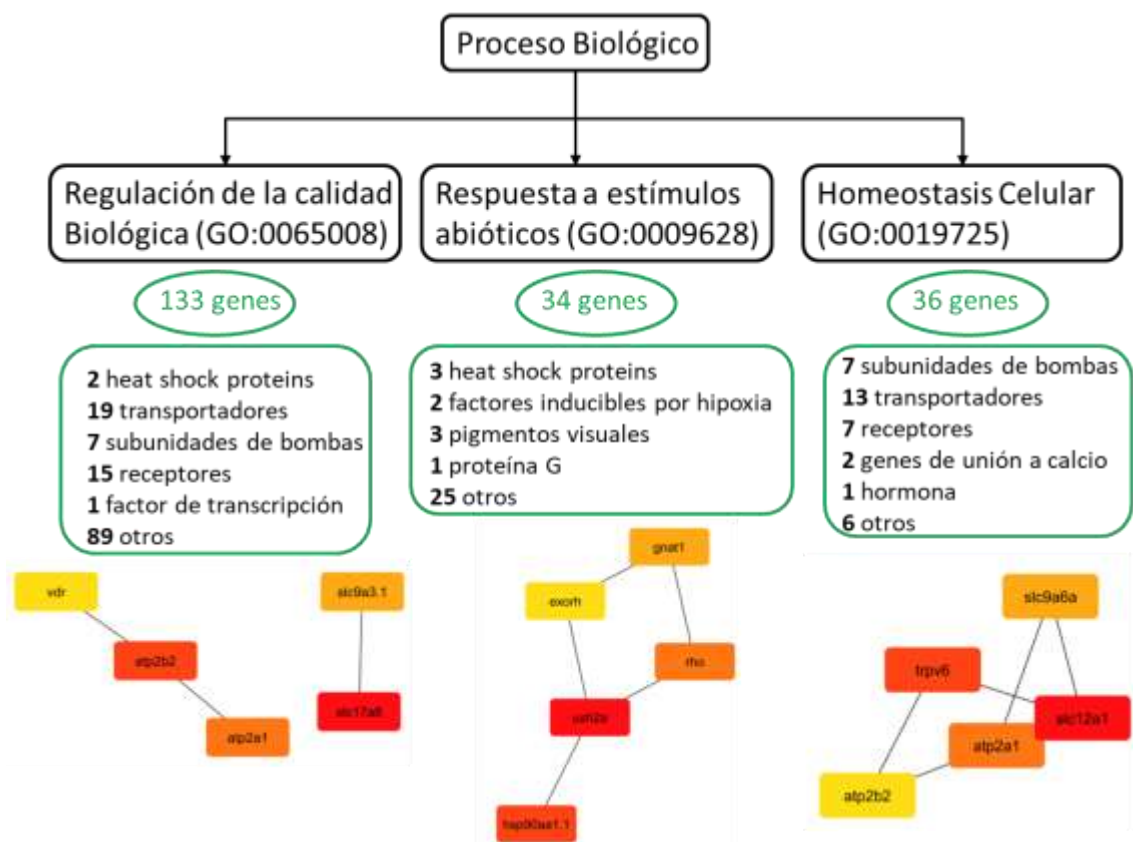 Proceso Biológico
Regulación de la calidad
Biológica (GO:0065008)
133 genes
2 heat shock proteins
19 transportadores
7 subunidades de bombas
15 receptores
1 factor de transcripción
89 otros
vdr
atp2b2
atp2a1
slc9a3.1
slc17a6
Respuesta a estímulos
abióticos (GO:0009628)
34 genes
3 heat shock proteins
2 factores inducibles por hipoxia
3 pigmentos visuales
1 proteína G
25 otros
gnat1
exorh
rho
ush2a
hsp90aa1.1
Homeostasis Celular
(GO:0019725)
36 genes
7 subunidades de bombas
13 transportadores
7 receptores
2 genes de unión a calcio
1 hormona
6 otros
slc9a6a
trpv6
slc12a1
atp2a1
atp2b2